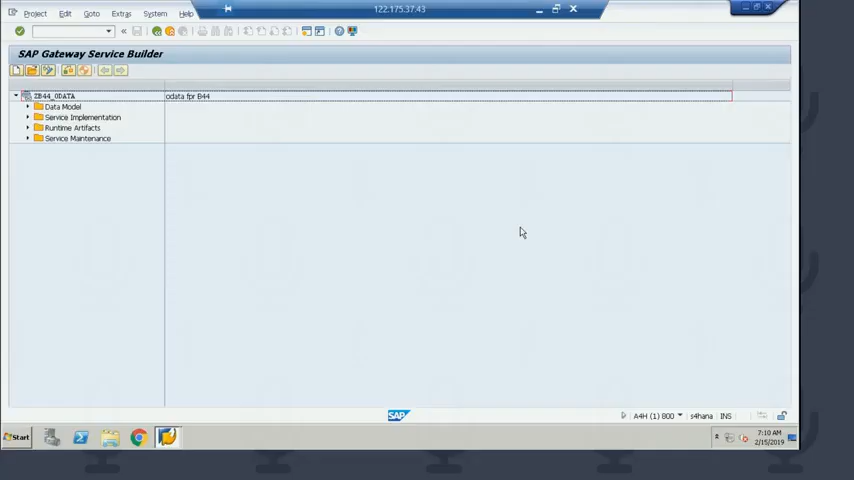 122.175.37.43
Project Edit Goto Extras System Help
SAP Gateway Service Builder
ZB44_ODATA odata fpr B44
Data Model
Service Implementation
Runtime Artifacts
Service Maintenance
SAP
A4H (1) 800 s4hana INS
Start
7:10 AM
2/15/2019